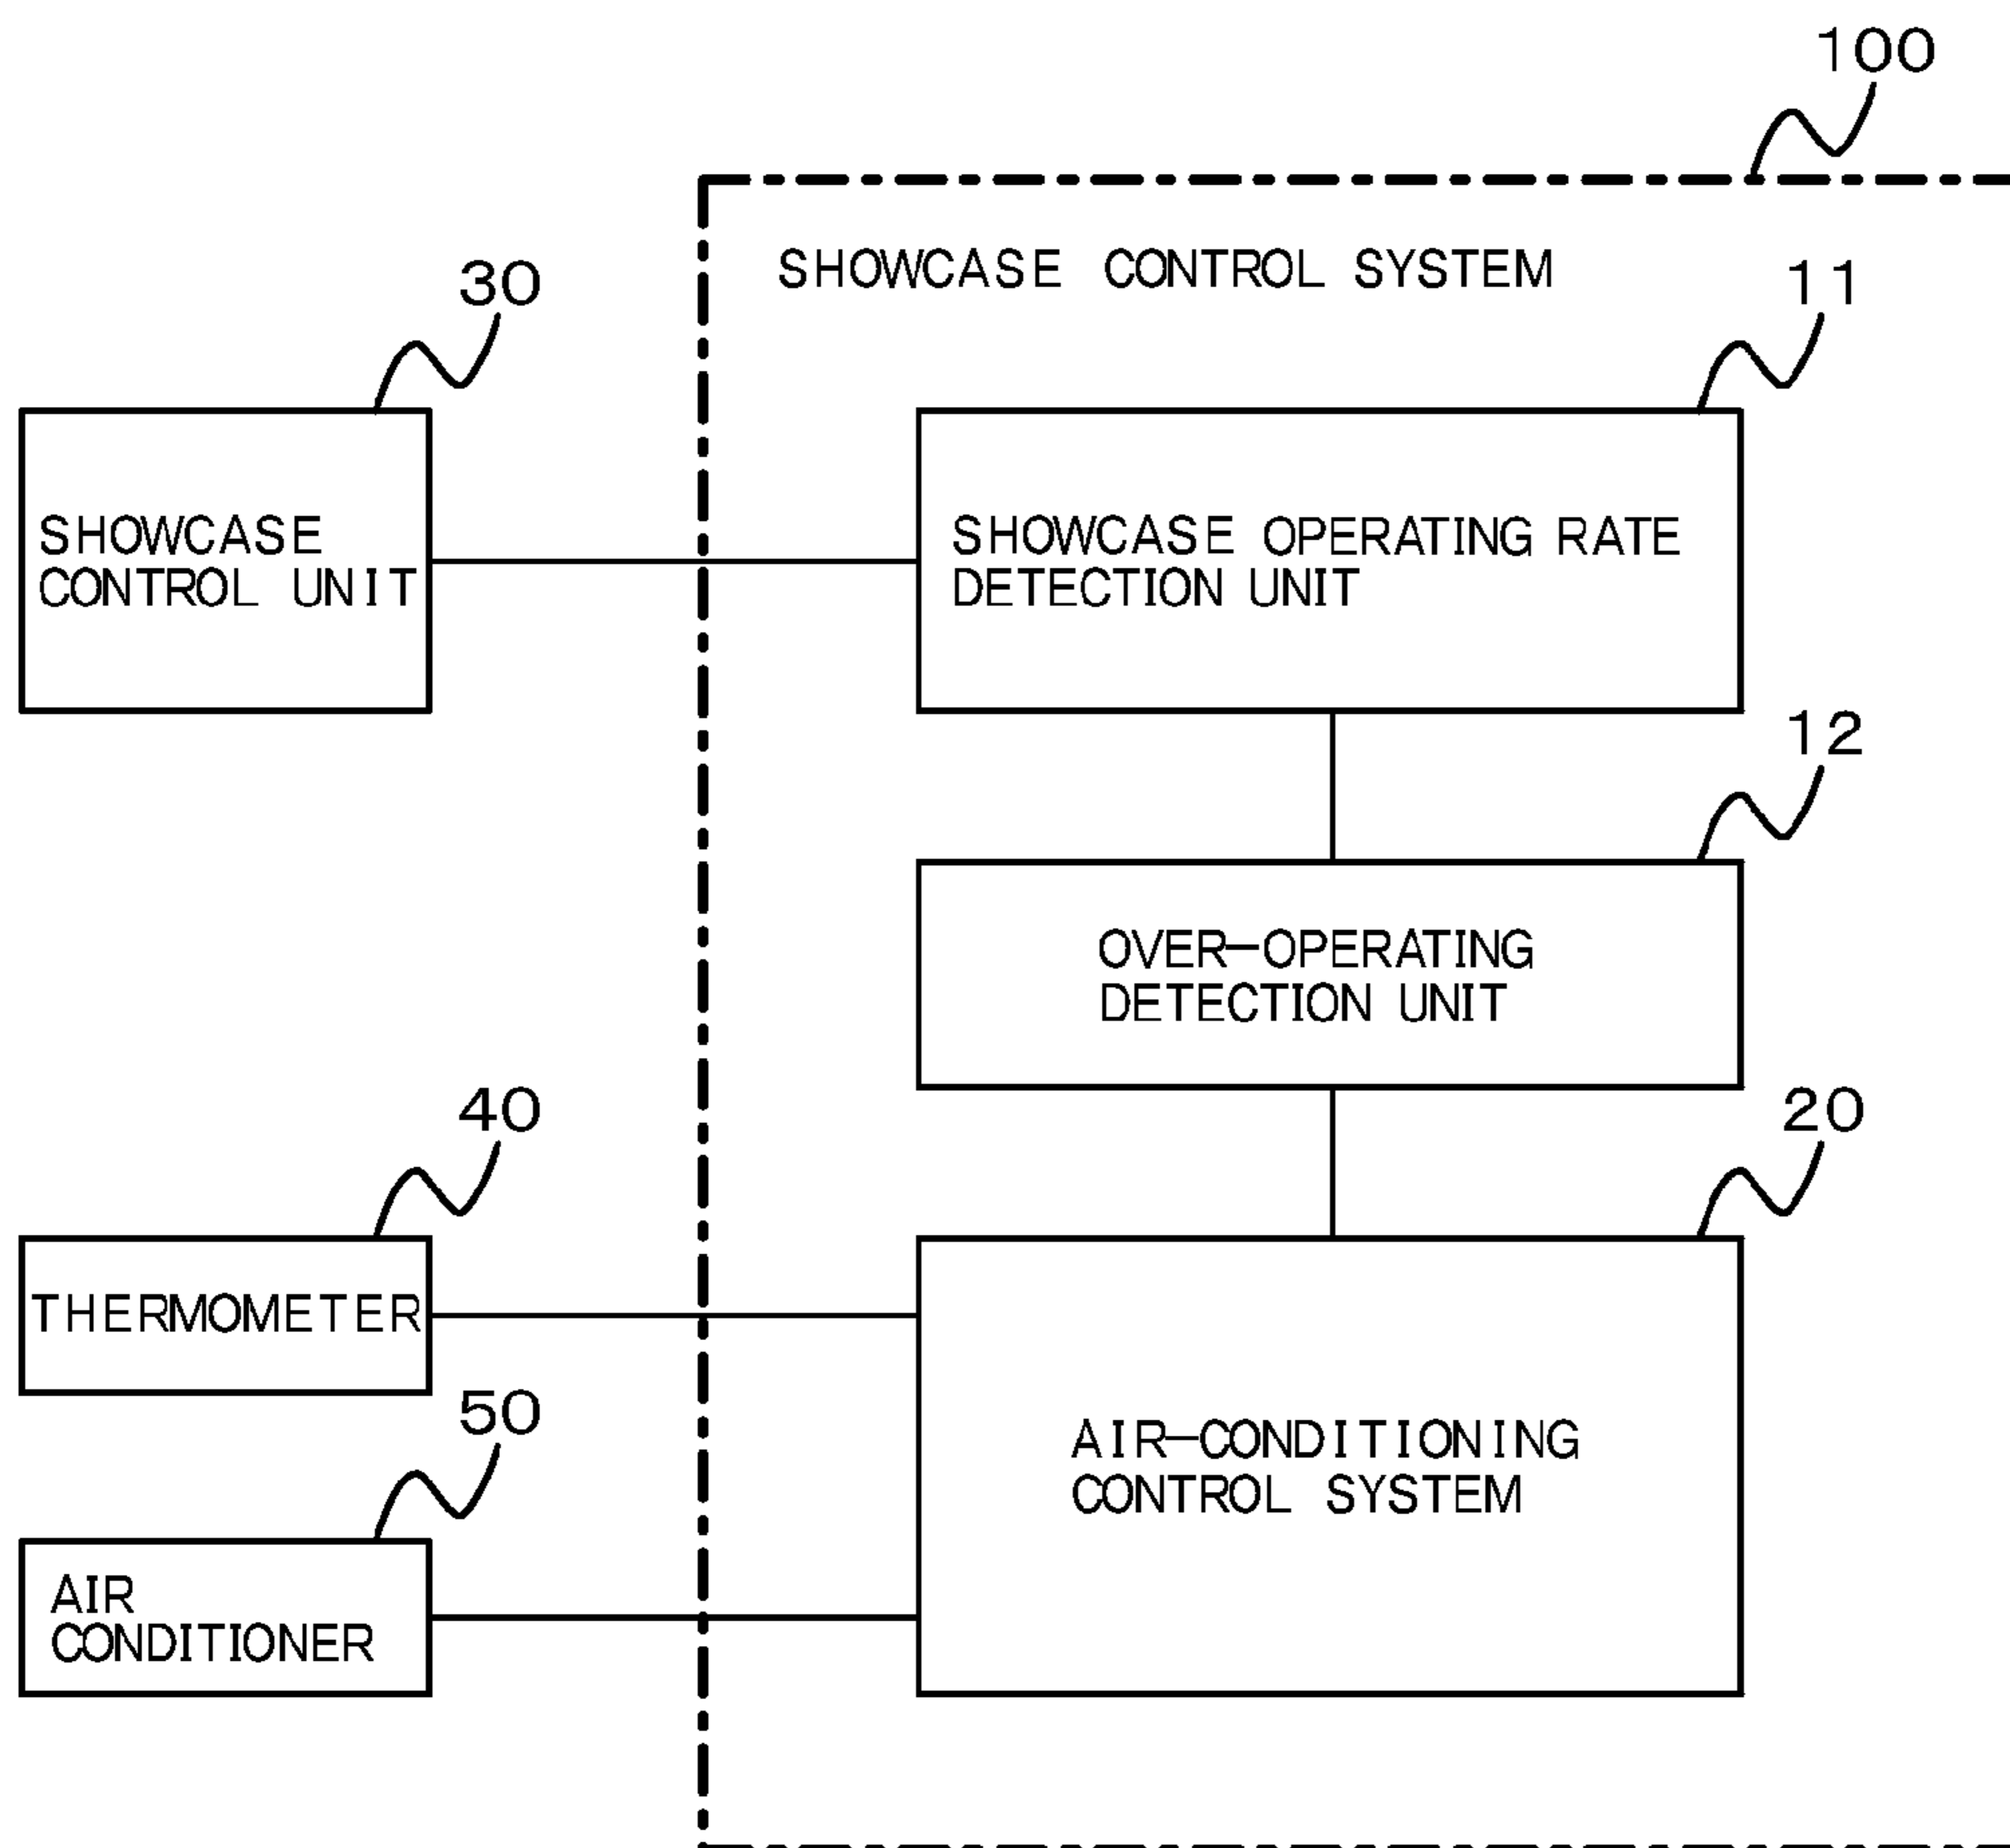 100
SHOWCASE CONTROL SYSTEM
30
11
SHOWCASE
CONTROL UNIT
SHOWCASE OPERATING RATE
DETECTION UNIT
12
OVER-OPERATING
DETECTION UNIT
40
20
THERMOMETER
50
AIR-CONDITIONING
CONTROL SYSTEM
AIR
CONDITIONER